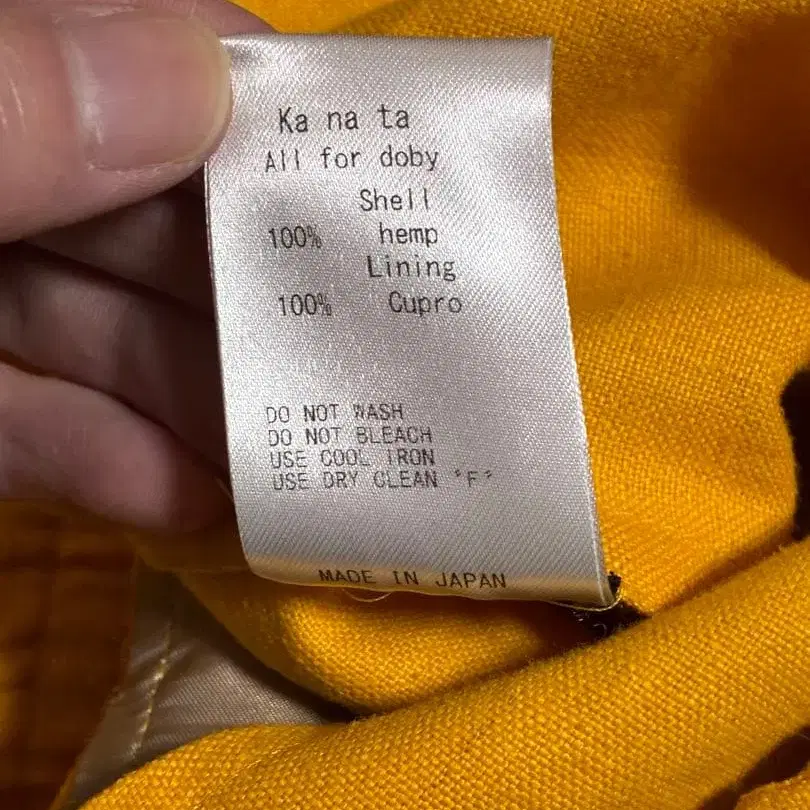 Ka na ta
All for doby
Shell
100% hemp
Lining
100% Cupro
DO NOT WASH
DO NOT BLEACH
USE COOL IRON
USE DRY CLEAN "F"
MADE IN JAPAN